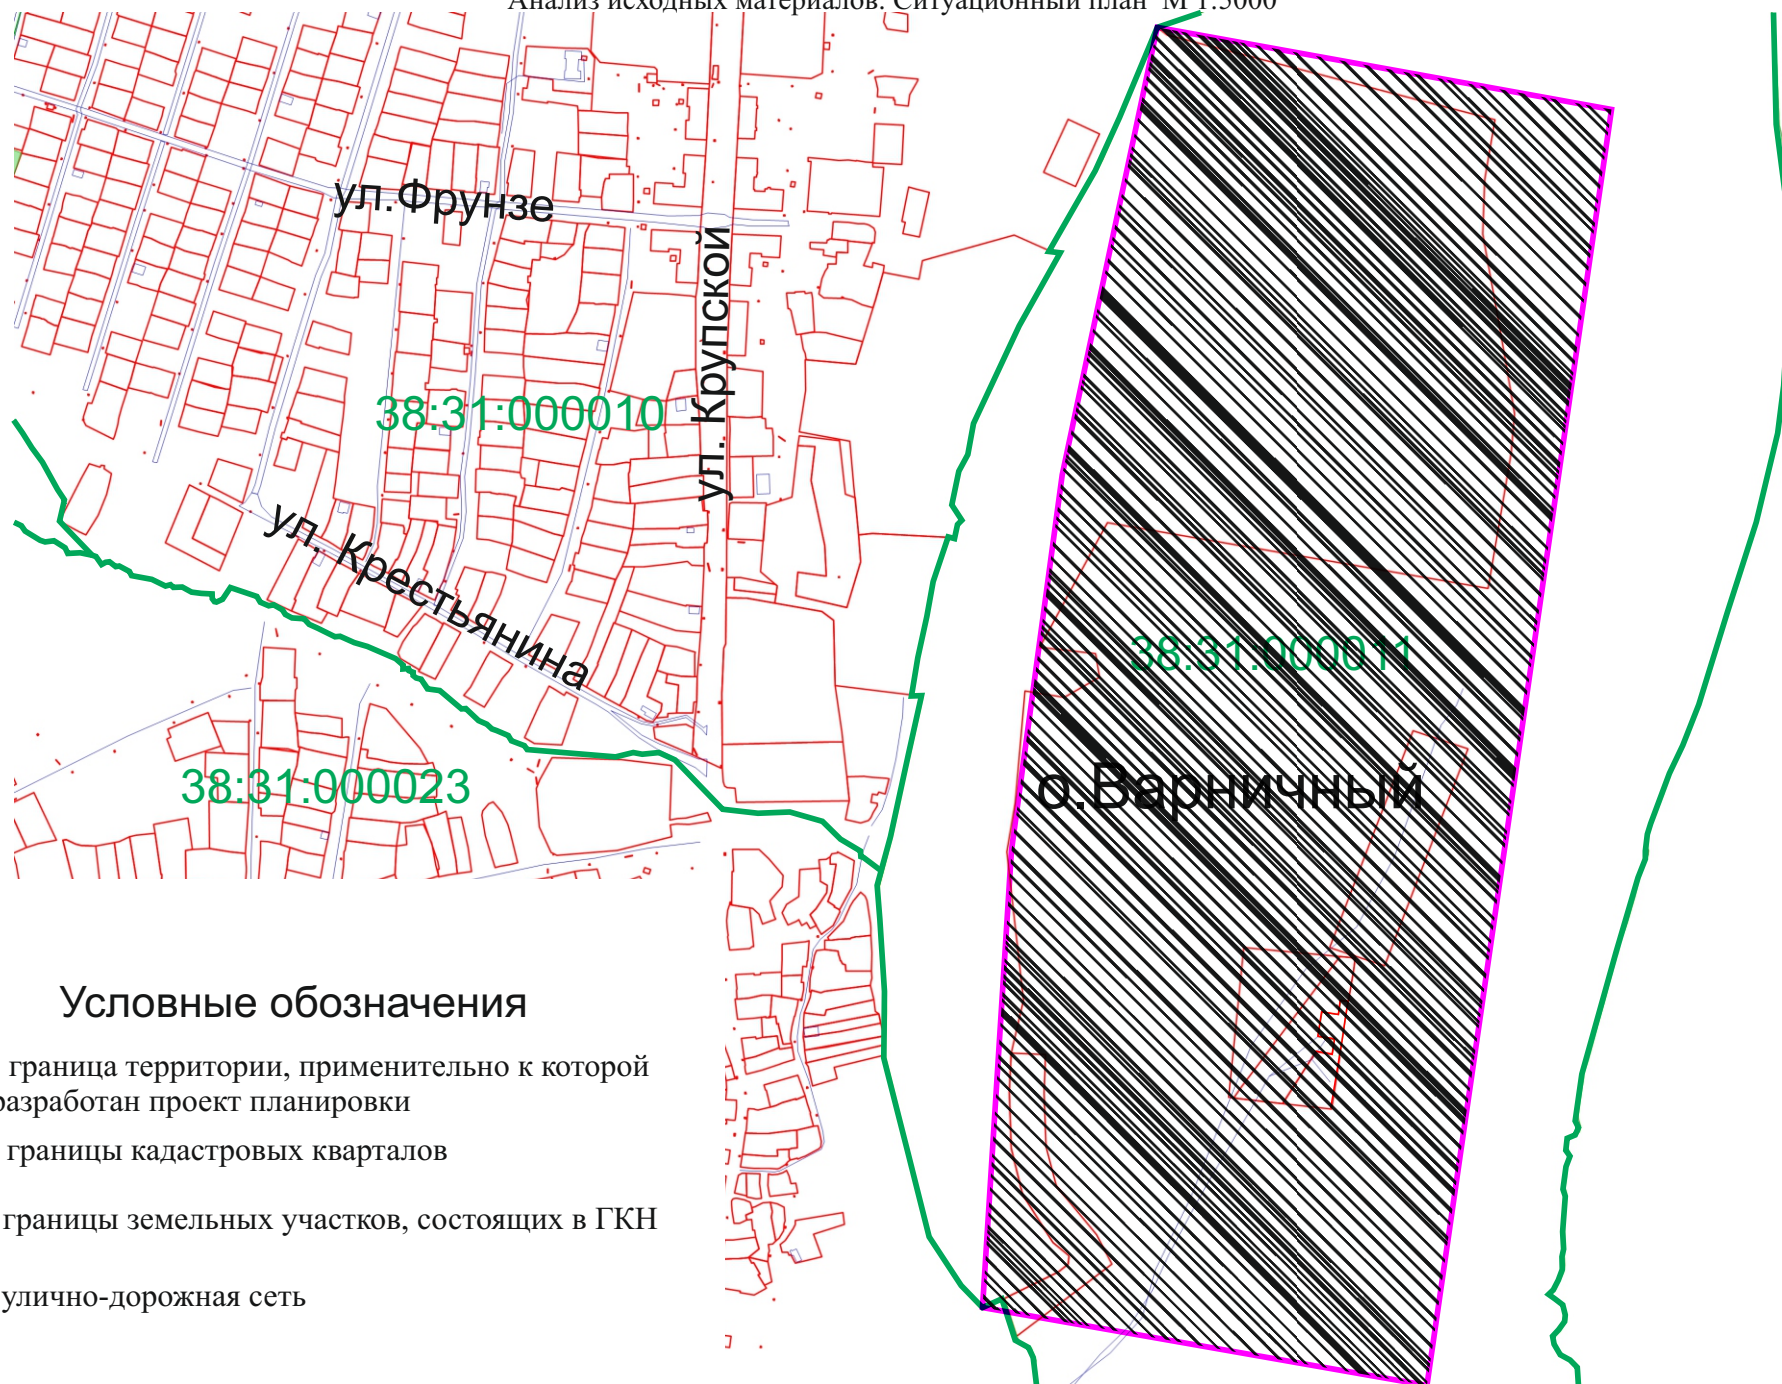 Анализ исходных материалов. Ситуационный план М 1:5000
ул.Фрунзе
ул. Крупской
38:31:000010
ул. Крестьянина
38:31:000011
о.Варничный
38:31:000023
Условные обозначения
граница территории, применительно к которой
разработан проект планировки
границы кадастровых кварталов
границы земельных участков, состоящих в ГКН
улично-дорожная сеть